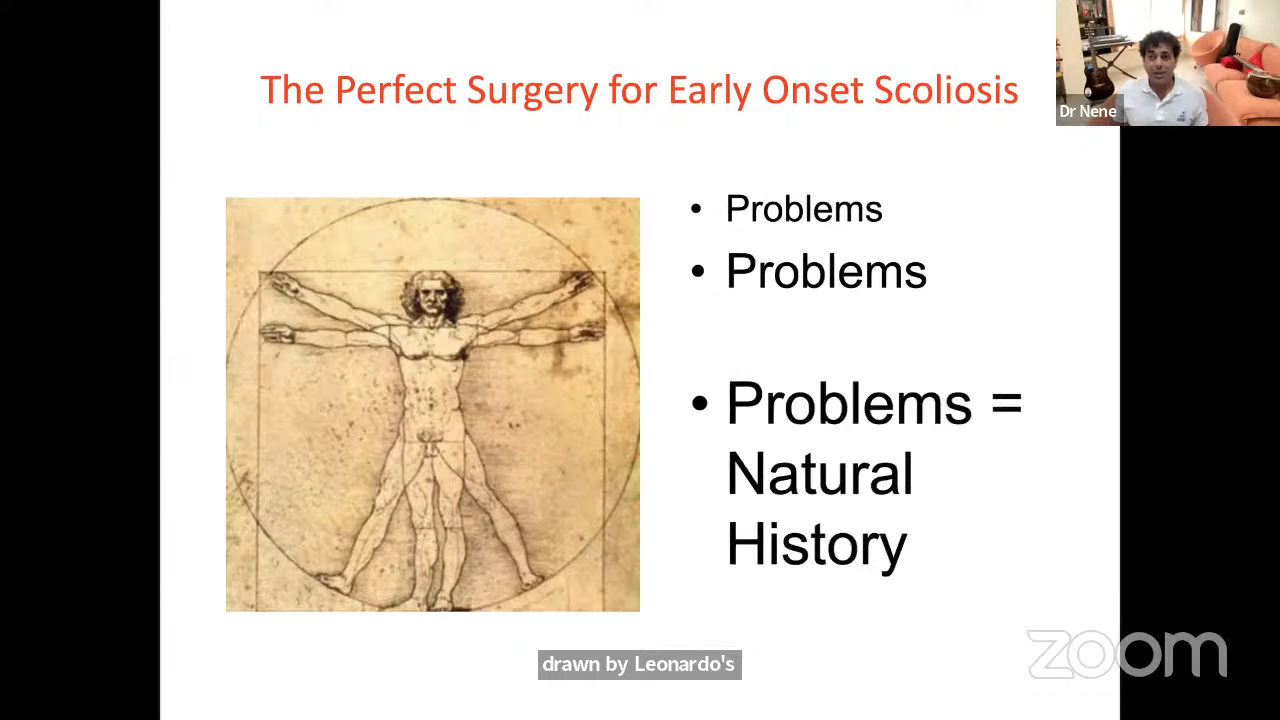 The Perfect Surgery for Early Onset Scoliosis
Dr Nene
• Problems
• Problems
• Problems =
Natural
History
drawn by Leonardo's
zoom